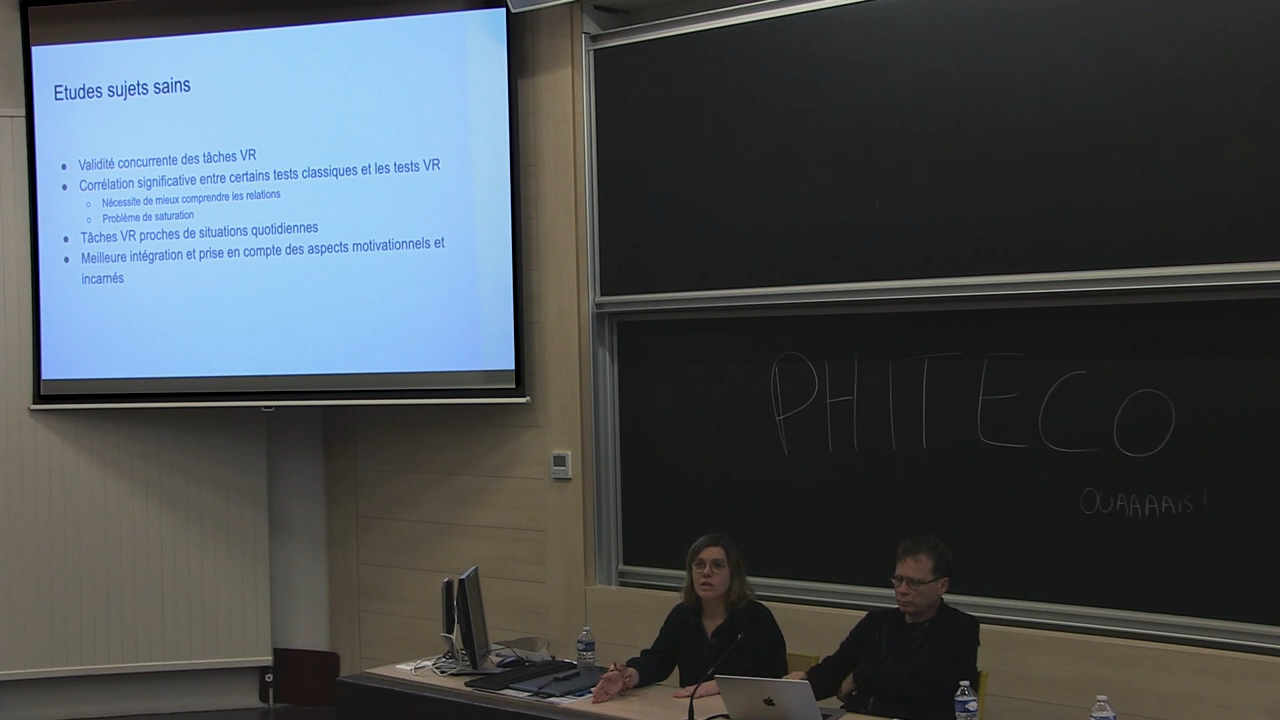 Etudes sujets sains
● Validité concurrente des tâches VR
● Corrélation significative entre certains tests classiques et les tests VR
○ Nécessite de mieux comprendre les relations
○ Problème de saturation
● Tâches VR proches de situations quotidiennes
● Meilleure intégration et prise en compte des aspects motivationnels et
incarnés
PHITECO
OUAAAAis!